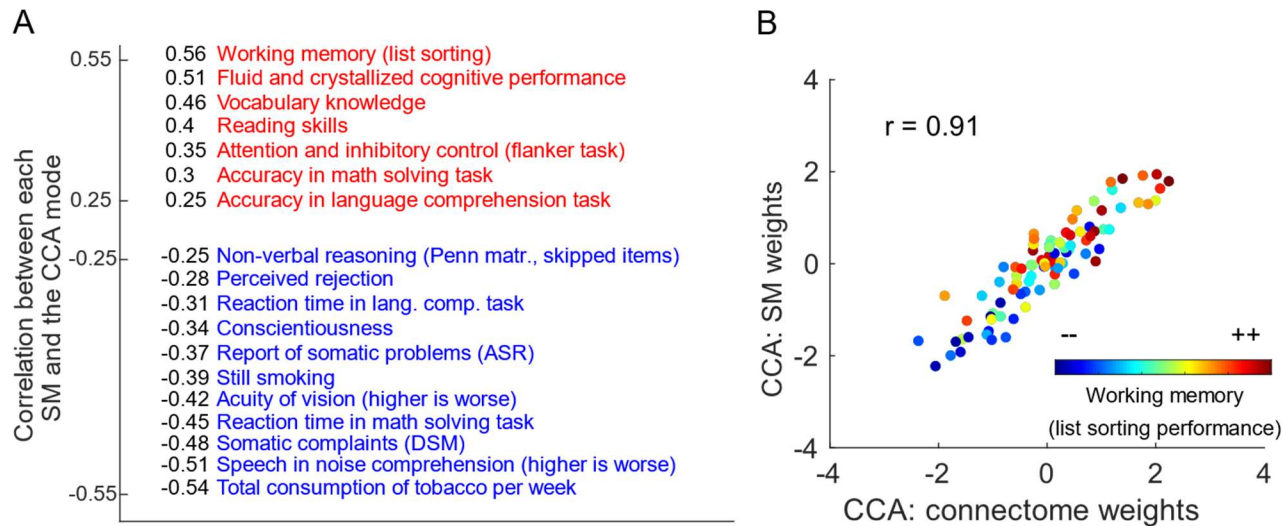 A
Correlation between each
SM and the CCA mode
0.55
0.25
-0.25
-0.55
0.56 Working memory (list sorting)
0.51 Fluid and crystallized cognitive performance
0.46 Vocabulary knowledge
0.4 Reading skills
0.35 Attention and inhibitory control (flanker task)
0.3 Accuracy in math solving task
0.25 Accuracy in language comprehension task
-0.25 Non-verbal reasoning (Penn matr., skipped items)
-0.28 Perceived rejection
-0.31 Reaction time in lang. comp. task
-0.34 Conscientiousness
-0.37 Report of somatic problems (ASR)
-0.39 Still smoking
-0.42 Acuity of vision (higher is worse)
-0.45 Reaction time in math solving task
-0.48 Somatic complaints (DSM)
-0.51 Speech in noise comprehension (higher is worse)
-0.54 Total consumption of tobacco per week
B
CCA: SM weights
4
2
0
-2
-4
r = 0.91
-- ++
Working memory
(list sorting performance)
-4 -2 0 2 4
CCA: connectome weights